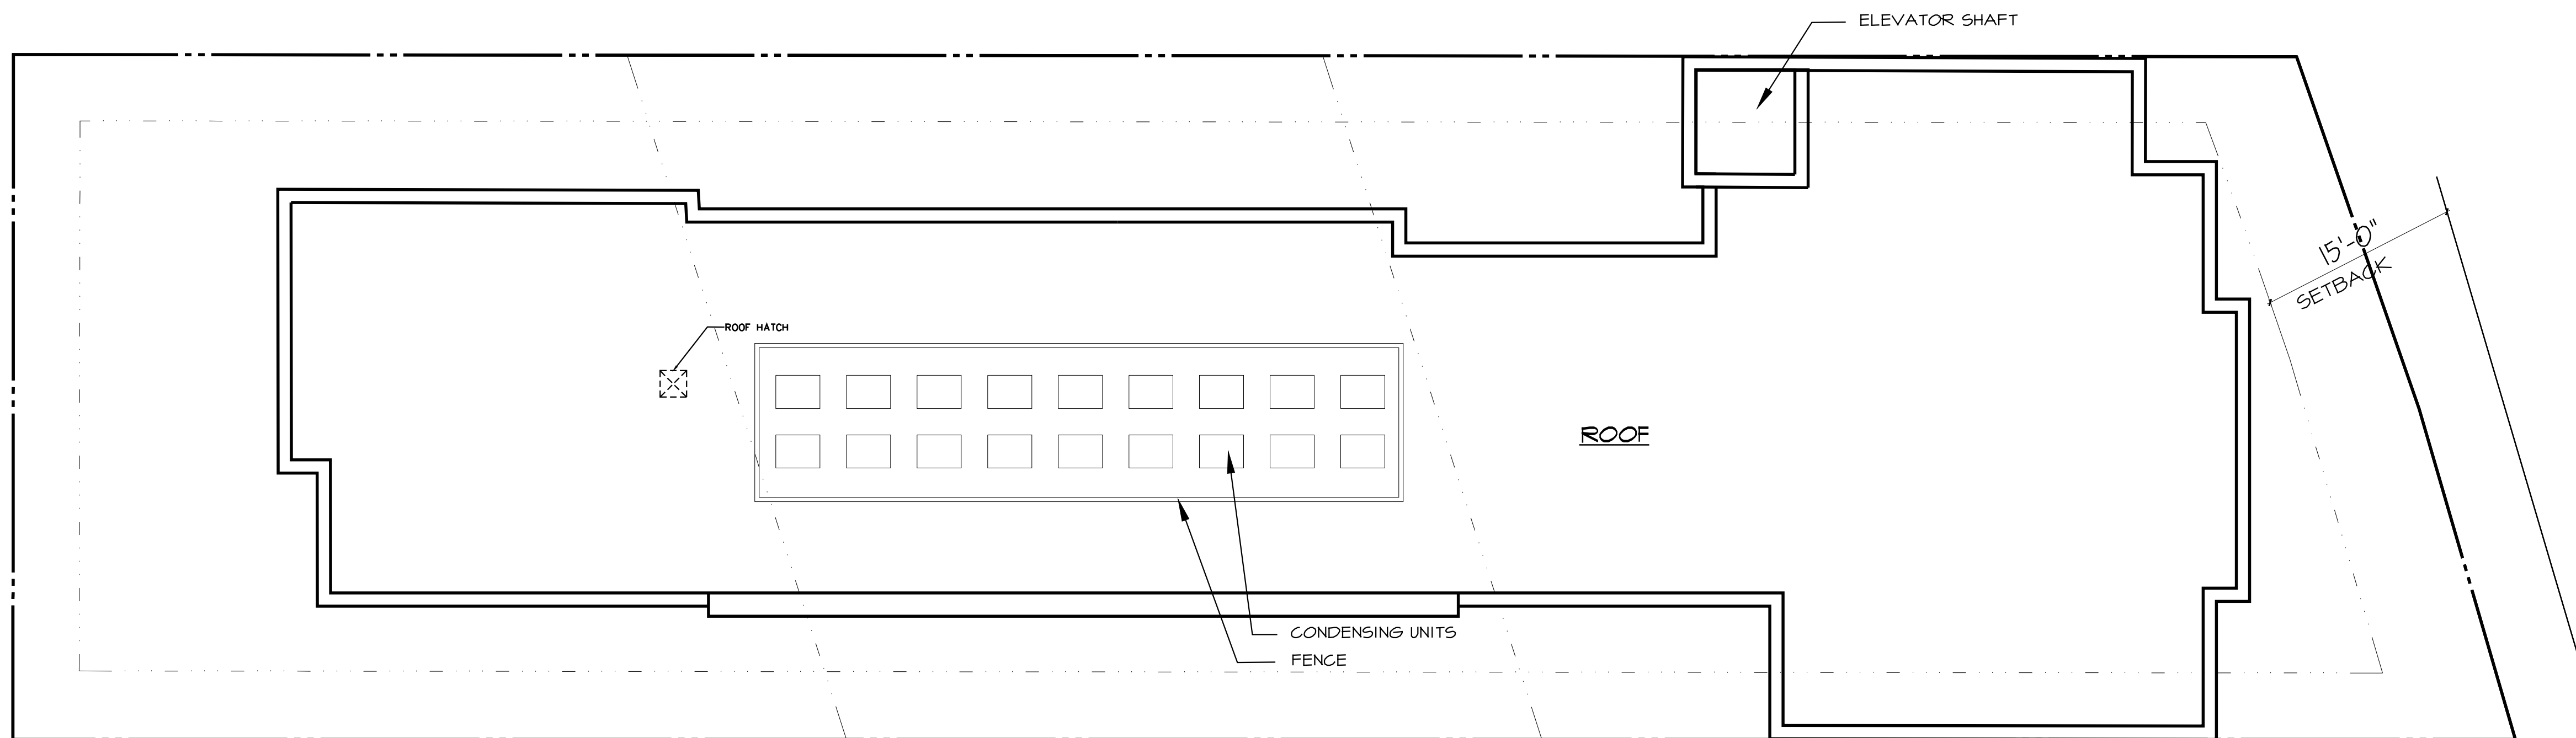 ELEVATOR SHAFT
15'-0"
SETBACK
ROOF HATCH
ROOF
CONDENSING UNITS
FENCE